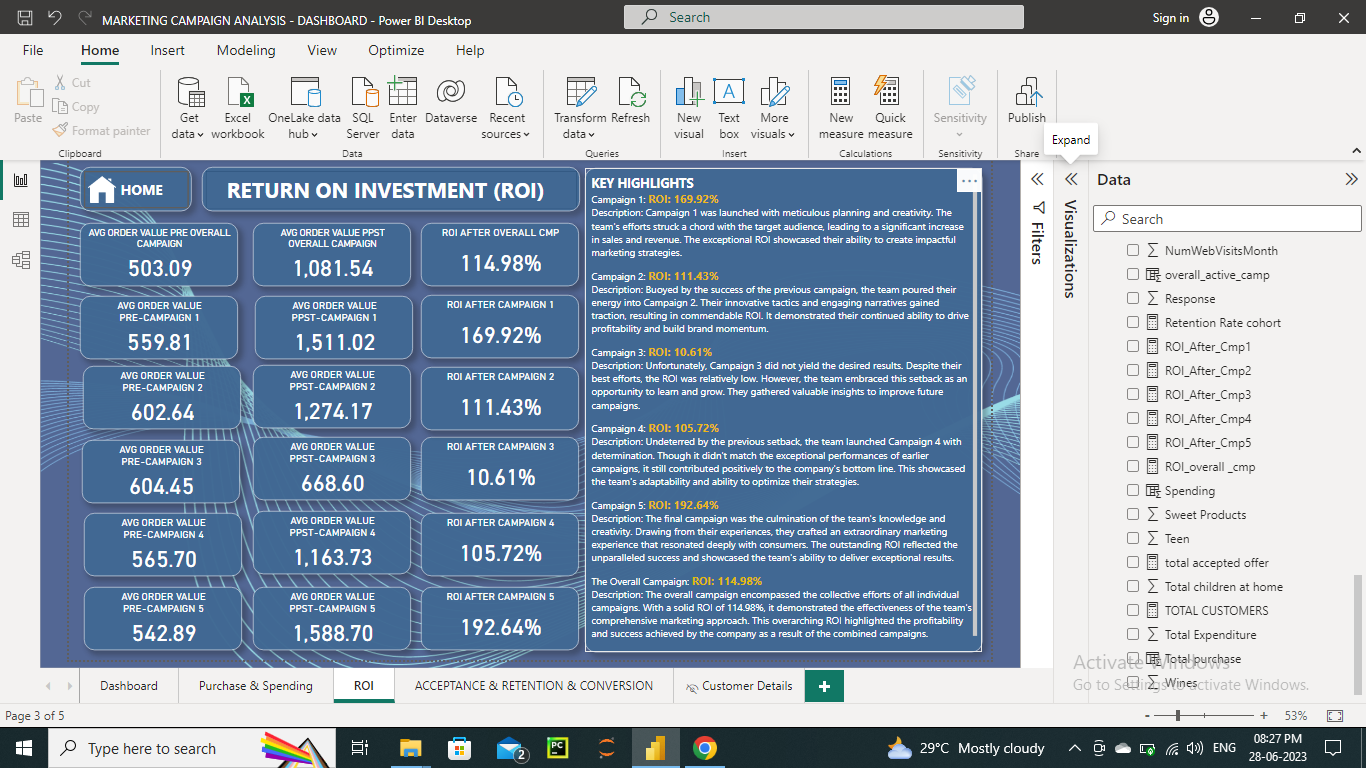 MARKETING CAMPAIGN ANALYSIS - DASHBOARD - Power BI Desktop
Search
Sign in
File
Home
Insert
Modeling
View
Optimize
Help
Paste
Cut
Copy
Format painter
Clipboard
Get
data
Excel
workbook
OneLake data
hub
SQL
Server
Enter
data
Dataverse
Recent
sources
Data
Transform
data
Refresh
Queries
New
visual
Text
box
More
visuals
Insert
New
measure
Quick
measure
Calculations
Sensitivity
Sensitivity
Publish
Share
Expand
HOME
RETURN ON INVESTMENT (ROI)
AVG ORDER VALUE PRE OVERALL
CAMPAIGN
503.09
AVG ORDER VALUE PPST
OVERALL CAMPAIGN
1,081.54
ROI AFTER OVERALL CMP
114.98%
AVG ORDER VALUE
PRE-CAMPAIGN 1
559.81
AVG ORDER VALUE
PPST-CAMPAIGN 1
1,511.02
ROI AFTER CAMPAIGN 1
169.92%
AVG ORDER VALUE
PRE-CAMPAIGN 2
602.64
AVG ORDER VALUE
PPST-CAMPAIGN 2
1,274.17
ROI AFTER CAMPAIGN 2
111.43%
AVG ORDER VALUE
PRE-CAMPAIGN 3
604.45
AVG ORDER VALUE
PPST-CAMPAIGN 3
668.60
ROI AFTER CAMPAIGN 3
10.61%
AVG ORDER VALUE
PRE-CAMPAIGN 4
565.70
AVG ORDER VALUE
PPST-CAMPAIGN 4
1,163.73
ROI AFTER CAMPAIGN 4
105.72%
AVG ORDER VALUE
PRE-CAMPAIGN 5
542.89
AVG ORDER VALUE
PPST-CAMPAIGN 5
1,588.70
ROI AFTER CAMPAIGN 5
192.64%
KEY HIGHLIGHTS
Campaign 1: ROI: 169.92%
Description: Campaign 1 was launched with meticulous planning and creativity. The
team's efforts struck a chord with the target audience, leading to a significant increase
in sales and revenue. The exceptional ROI showcased their ability to create impactful
marketing strategies.
Campaign 2: ROI: 111.43%
Description: Buoyed by the success of the previous campaign, the team poured their
energy into Campaign 2. Their innovative tactics and engaging narratives gained
traction, resulting in commendable ROI. It demonstrated their continued ability to drive
profitability and build brand momentum.
Campaign 3: ROI: 10.61%
Description: Unfortunately, Campaign 3 did not yield the desired results. Despite their
best efforts, the ROI was relatively low. However, the team embraced this setback as an
opportunity to learn and grow. They gathered valuable insights to improve future
campaigns.
Campaign 4: ROI: 105.72%
Description: Undeterred by the previous setback, the team launched Campaign 4 with
determination. Though it didn't match the exceptional performances of earlier
campaigns, it still contributed positively to the company's bottom line. This showcased
the team's adaptability and ability to optimize their strategies.
Campaign 5: ROI: 192.64%
Description: The final campaign was the culmination of the team's knowledge and
creativity. Drawing from their experiences, they crafted an extraordinary marketing
experience that resonated deeply with consumers. The outstanding ROI reflected the
unparalleled success and showcased the team's ability to deliver exceptional results.
The Overall Campaign: ROI: 114.98%
Description: The overall campaign encompassed the collective efforts of all individual
campaigns. With a solid ROI of 114.98%, it demonstrated the effectiveness of the team's
comprehensive marketing approach. This overarching ROI highlighted the profitability
and success achieved by the company as a result of the combined campaigns.
Filters
Visualizations
Data
Search
NumWebVisitsMonth
overall_active_camp
Response
Retention Rate cohort
ROI_After_Cmp1
ROI_After_Cmp2
ROI_After_Cmp3
ROI_After_Cmp4
ROI_After_Cmp5
ROI_overall _cmp
Spending
Sweet Products
Teen
total accepted offer
Total children at home
TOTAL CUSTOMERS
Total Expenditure
Total purchase
Wines
Activate Windows
Go to Settings to activate Windows.
Dashboard
Purchase & Spending
ROI
ACCEPTANCE & RETENTION & CONVERSION
Customer Details
Page 3 of 5
53%
Type here to search
2
PC
29°C Mostly cloudy
ENG
08:27 PM
28-06-2023